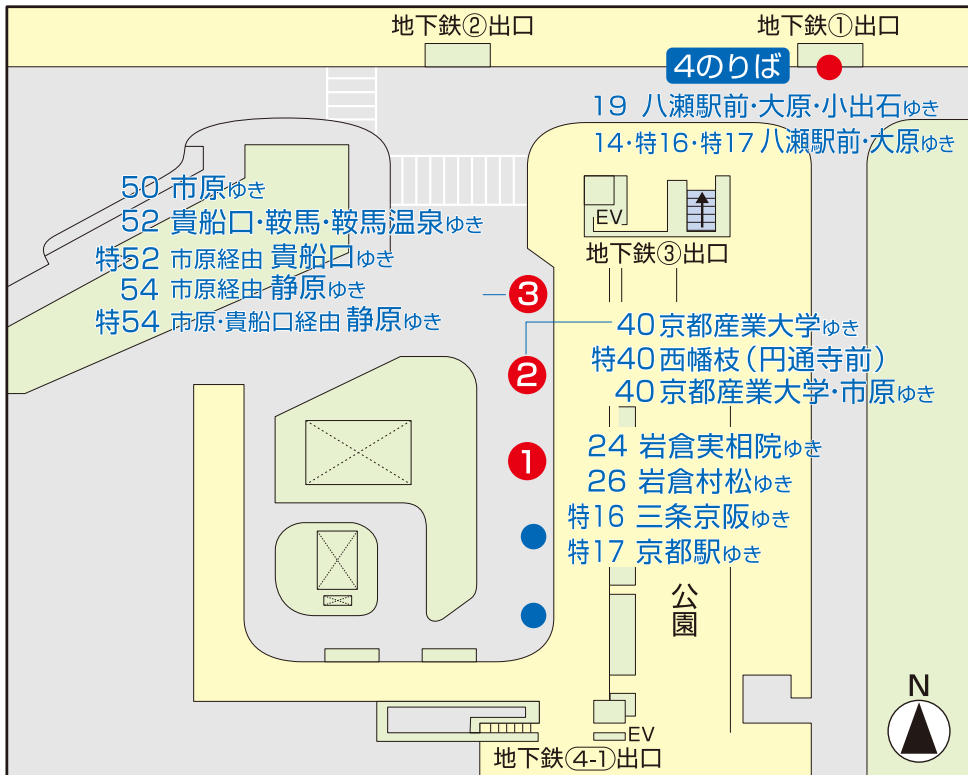 地下鉄②出口
地下鉄①出口
4のりば
19 八瀬駅前・大原・小出石ゆき
14・特16・特17 八瀬駅前・大原ゆき
50 市原ゆき
52 貴船口・鞍馬・鞍馬温泉ゆき
特52 市原経由 貴船口ゆき
54 市原経由 静原ゆき
特54 市原・貴船口経由 静原ゆき
EV
地下鉄③出口
3
2
40 京都産業大学ゆき
特40 西幡枝(円通寺前)
40 京都産業大学・市原ゆき
1
24 岩倉実相院ゆき
26 岩倉村松ゆき
特16 三条京阪ゆき
特17 京都駅ゆき
公園
N
EV
地下鉄4-1出口